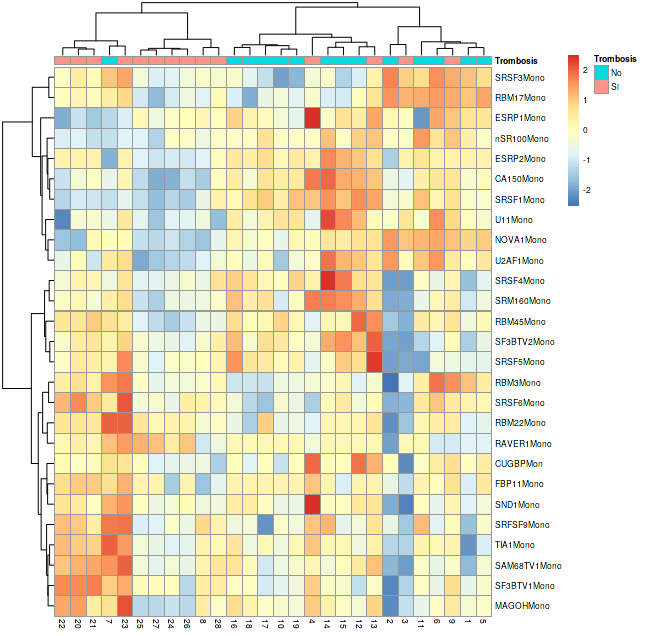 Trombosis
SRSF3Mono
RBM17Mono
ESRP1Mono
nSR100Mono
ESRP2Mono
CA150Mono
SRSF1Mono
U11Mono
NOVA1Mono
U2AF1Mono
SRSF4Mono
SRM160Mono
RBM45Mono
SF3BTV2Mono
SRSF5Mono
RBM3Mono
SRSF6Mono
RBM22Mono
RAVER1Mono
CUGBPMon
FBP11Mono
SND1Mono
SRFSF9Mono
TIA1Mono
SAM68TV1Mono
SF3BTV1Mono
MAGOHMono
22 20 21 7 23 25 27 24 26 8 28 16 18 17 10 19 4 14 15 12 13 2 3 11 6 9 1 5
2
1
0
-1
-2
Trombosis
No
SI